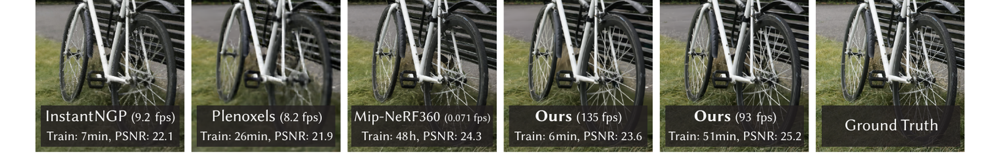 InstantNGP (9.2 fps)
Train: 7min, PSNR: 22.1
Plenoxels (8.2 fps)
Train: 26min, PSNR: 21.9
Mip-NeRF360 (0.071 fps)
Train: 48h, PSNR: 24.3
Ours (135 fps)
Train: 6min, PSNR: 23.6
Ours (93 fps)
Train: 51min, PSNR: 25.2
Ground Truth